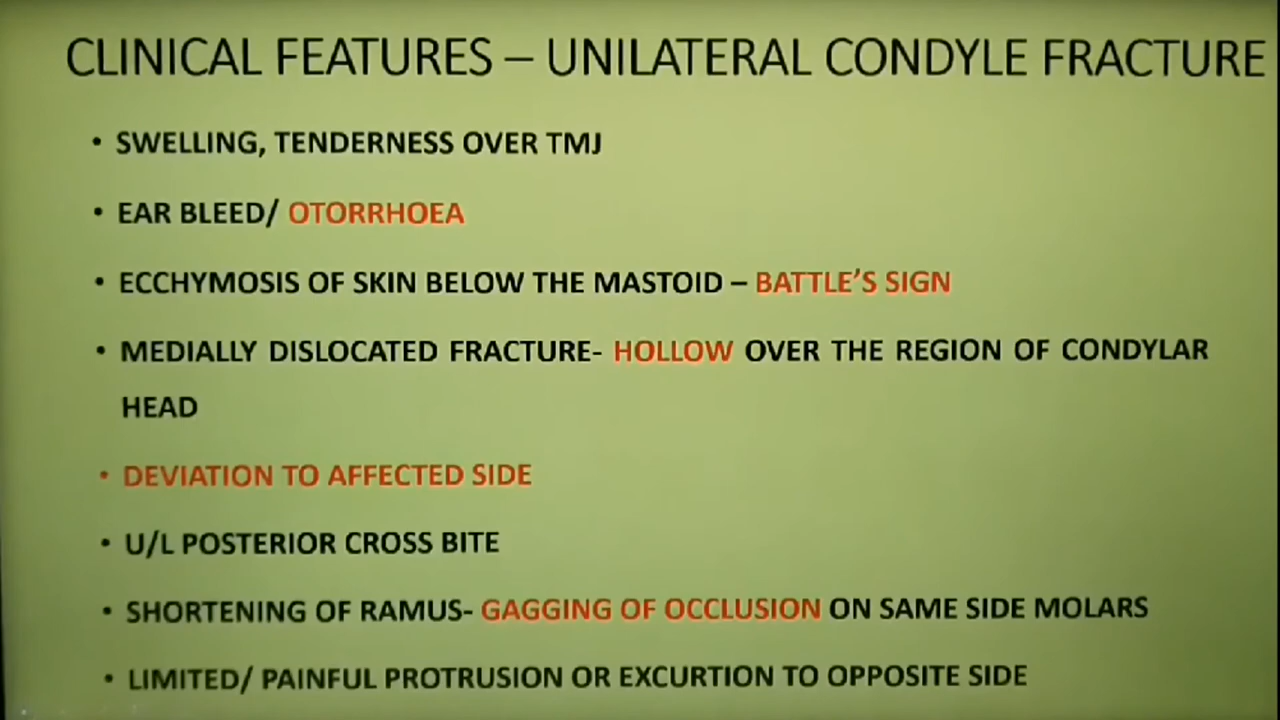 CLINICAL FEATURES – UNILATERAL CONDYLE FRACTURE
• SWELLING, TENDERNESS OVER TMJ
• EAR BLEED/ OTORRHOEA
• ECCHYMOSIS OF SKIN BELOW THE MASTOID – BATTLE'S SIGN
• MEDIALLY DISLOCATED FRACTURE- HOLLOW OVER THE REGION OF CONDYLAR
HEAD
• DEVIATION TO AFFECTED SIDE
• U/L POSTERIOR CROSS BITE
• SHORTENING OF RAMUS- GAGGING OF OCCLUSION ON SAME SIDE MOLARS
• LIMITED/ PAINFUL PROTRUSION OR EXCURTION TO OPPOSITE SIDE